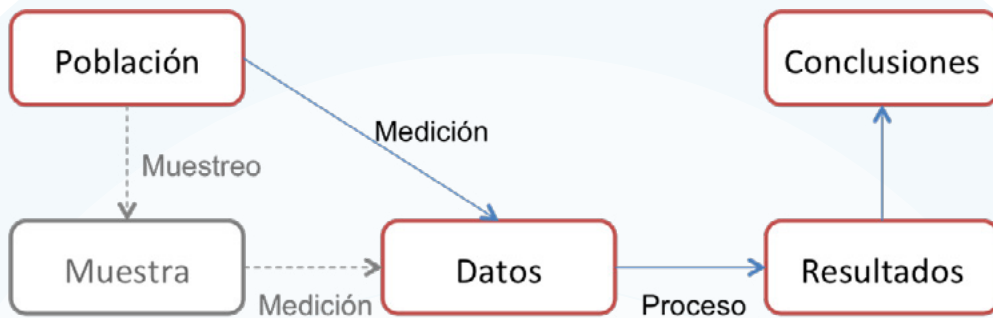 Población
Conclusiones
Medición
Muestreo
Muestra
Datos
Resultados
Medición
Proceso